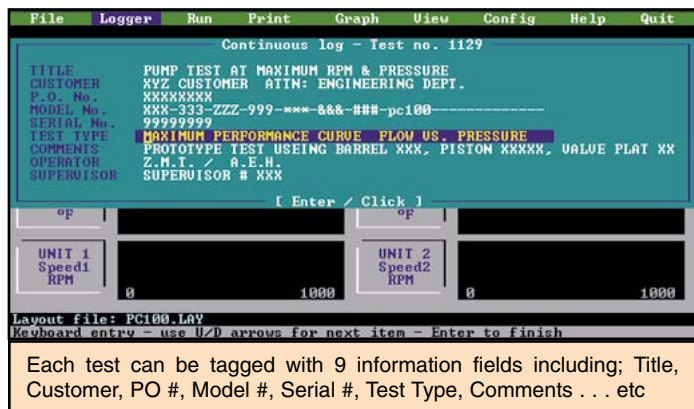 File Logger Run Print Graph View Config Help Quit
Continuous log - Test no. 1129
TITLE PUMP TEST AT MAXIMUM RPM & PRESSURE
CUSTOMER XYZ CUSTOMER ATTN: ENGINEERING DEPT.
P.O. No. XXXXXXXX
MODEL No. XXX-333-ZZZ-999-***-&&&-###-pc100--------------
SERIAL No. 99999999
TEST TYPE MAXIMUM PERFORMANCE CURVE FLOW VS. PRESSURE
COMMENTS PROTOTYPE TEST USEING BARREL XXX, PISTON XXXXX, VALVE PLAT XX
OPERATOR Z.M.T. / A.E.H.
SUPERVISOR SUPERVISOR # XXX
[ Enter / Click ]
OF OF
UNIT 1 UNIT 2
Speed1 Speed2
RPM RPM
0 1000 0 1000
Layout file: PC100.LAY
Keyboard entry - use U/D arrows for next item - Enter to finish
Each test can be tagged with 9 information fields including; Title,
Customer, PO #, Model #, Serial #, Test Type, Comments . . . etc